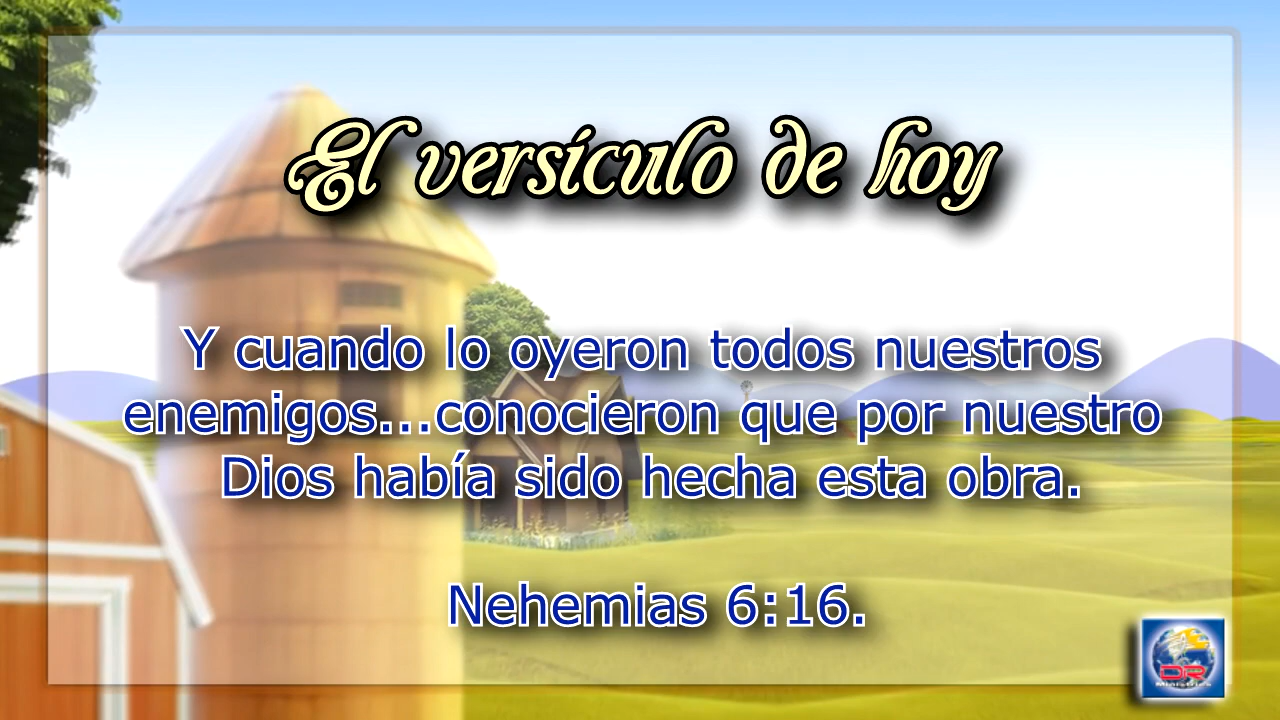 El versículo de hoy
Y cuando lo oyeron todos nuestros
enemigos...conocieron que por nuestro
Dios había sido hecha esta obra.
Nehemias 6:16.
DR
Ministries